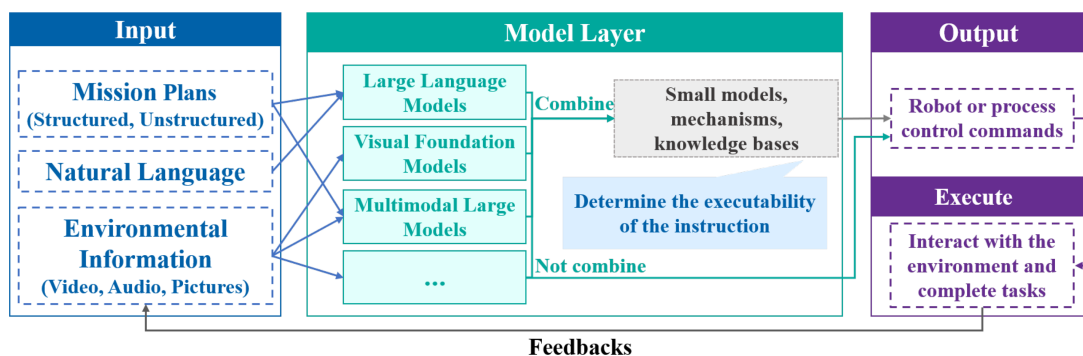 Input
Mission Plans
(Structured, Unstructured)
Natural Language
Environmental
Information
(Video, Audio, Pictures)
Model Layer
Large Language
Models
Visual Foundation
Models
Multimodal Large
Models
...
Combine
Not combine
Small models,
mechanisms,
knowledge bases
Determine the executability
of the instruction
Output
Robot or process
control commands
Execute
Interact with the
environment and
complete tasks
Feedbacks